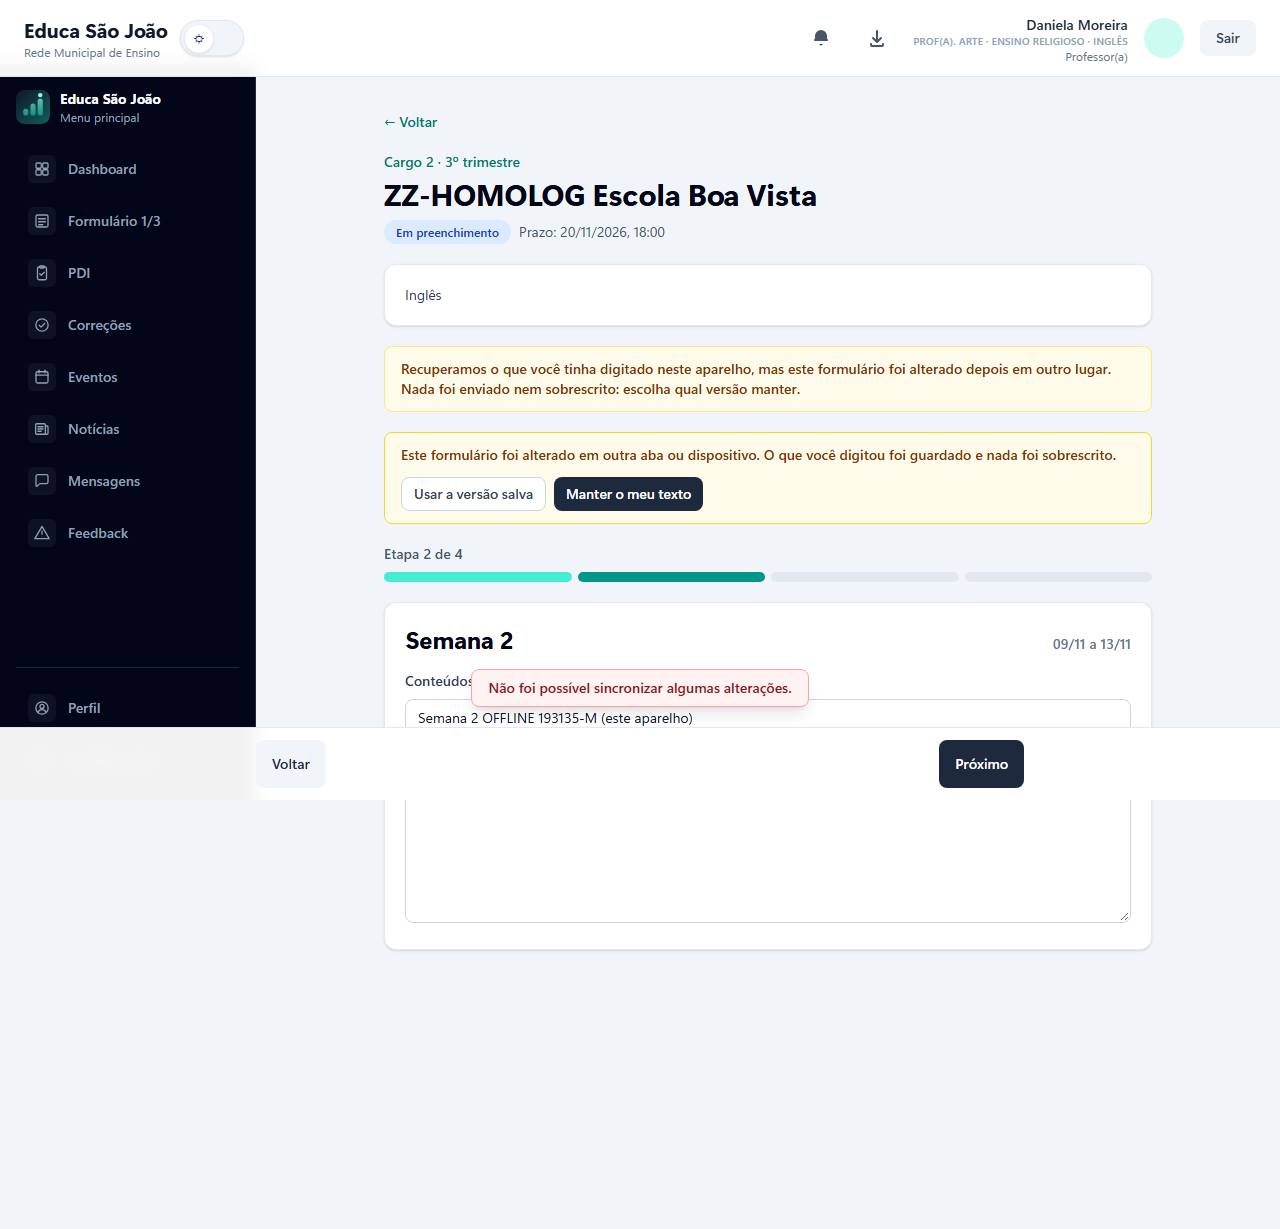 Educa São João
Rede Municipal de Ensino
Daniela Moreira
PROF(A). ARTE · ENSINO RELIGIOSO · INGLÊS
Professor(a)
Sair
Educa São João
Menu principal
Dashboard
Formulário 1/3
PDI
Correções
Eventos
Notícias
Mensagens
Feedback
Perfil
← Voltar
Cargo 2 · 3º trimestre
ZZ-HOMOLOG Escola Boa Vista
Em preenchimento
Prazo: 20/11/2026, 18:00
Inglês
Recuperamos o que você tinha digitado neste aparelho, mas este formulário foi alterado depois em outro lugar.
Nada foi enviado nem sobrescrito: escolha qual versão manter.
Este formulário foi alterado em outra aba ou dispositivo. O que você digitou foi guardado e nada foi sobrescrito.
Usar a versão salva
Manter o meu texto
Etapa 2 de 4
Semana 2
09/11 a 13/11
Conteúdos
Não foi possível sincronizar algumas alterações.
Semana 2 OFFLINE 193135-M (este aparelho)
Voltar
Próximo